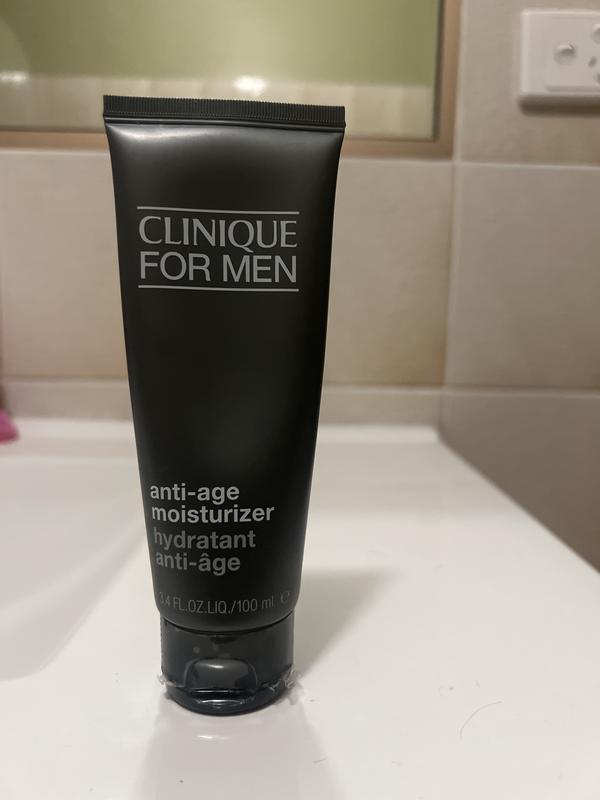 CLINIQUE
FOR MEN
anti-age
moisturizer
hydratant
anti-âge
3.4 FL.OZ.LIQ./100 ml ℮